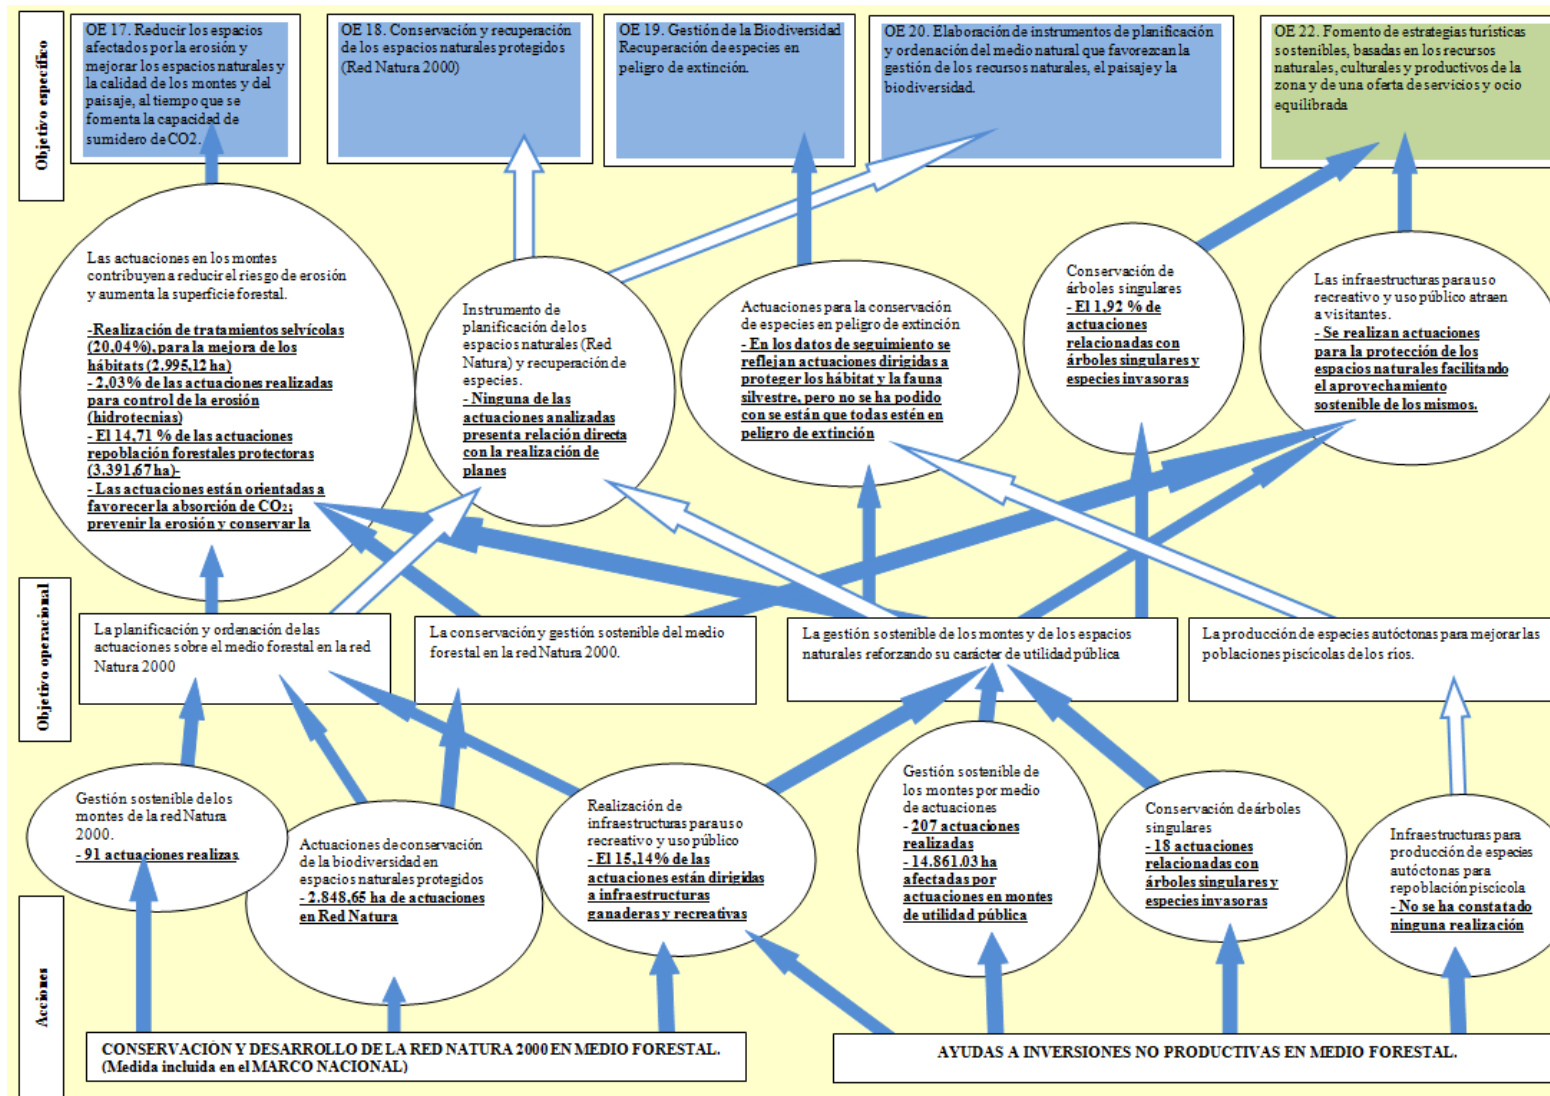 Objetivo específico
OE 17. Reducir los espacios
afectados por la erosión y
mejorar los espacios naturales y
la calidad de los montes y del
paisaje, al tiempo que se
fomenta la capacidad de
sumidero de CO2.
OE 18. Conservación y recuperación
de los espacios naturales protegidos
(Red Natura 2000)
OE 19. Gestión de la Biodiversidad
Recuperación de especies en
peligro de extinción.
OE 20. Elaboración de instrumentos de planificación
y ordenación del medio natural que favorezcan la
gestión de los recursos naturales, el paisaje y la
biodiversidad.
OE 22. Fomento de estrategias turísticas
sostenibles, basadas en los recursos
naturales, culturales y productivos de la
zona y de una oferta de servicios y ocio
equilibrada
Las actuaciones en los montes
contribuyen a reducir el riesgo de erosión
y aumenta la superficie forestal.
-Realización de tratamientos selvícolas
(20,04%), para la mejora de los
hábitats (2.995,12 ha)
- 2,03% de las actuaciones realizadas
para control de la erosión
(hidrotecnias)
- El 14,71 % de las actuaciones
repoblación forestales protectoras
(3.391,67 ha)-
- Las actuaciones están orientadas a
favorecer la absorción de CO2;
prevenir la erosión y conservar la
Instrumento de
planificación de los
espacios naturales (Red
Natura) y recuperación de
especies.
- Ninguna de las
actuaciones analizadas
presenta relación directa
con la realización de
planes
Actuaciones para la conservación
de especies en peligro de extinción
- En los datos de seguimiento se
reflejan actuaciones dirigidas a
proteger los hábitat y la fauna
silvestre, pero no se ha podido
con se están que todas estén en
peligro de extinción
Conservación de
árboles singulares
- El 1,92 % de
actuaciones
relacionadas con
árboles singulares y
especies invasoras
Las infraestructuras para uso
recreativo y uso público atraen
a visitantes.
- Se realizan actuaciones
para la protección de los
espacios naturales facilitando
el aprovechamiento
sostenible de los mismos.
Objetivo operacional
La planificación y ordenación de las
actuaciones sobre el medio forestal en la red
Natura 2000
La conservación y gestión sostenible del medio
forestal en la red Natura 2000.
La gestión sostenible de los montes y de los espacios
naturales reforzando su carácter de utilidad pública
La producción de especies autóctonas para mejorar las
poblaciones piscícolas de los ríos.
Gestión sostenible de los
montes de la red Natura
2000.
- 91 actuaciones realizas.
Actuaciones de conservación
de la biodiversidad en
espacios naturales protegidos
- 2.848,65 ha de actuaciones
en Red Natura
Realización de
infraestructuras para uso
recreativo y uso público
- El 15,14% de las
actuaciones están dirigidas
a infraestructuras
ganaderas y recreativas
Gestión sostenible de
los montes por medio
de actuaciones
- 207 actuaciones
realizadas
- 14.861.03 ha
afectadas por
actuaciones en montes
de utilidad pública
Conservación de árboles
singulares
- 18 actuaciones
relacionadas con
árboles singulares y
especies invasoras
Infraestructuras para
producción de especies
autóctonas para
repoblación piscícola
- No se ha constatado
ninguna realización
Acciones
CONSERVACIÓN Y DESARROLLO DE LA RED NATURA 2000 EN MEDIO FORESTAL.
(Medida incluida en el MARCO NACIONAL)
AYUDAS A INVERSIONES NO PRODUCTIVAS EN MEDIO FORESTAL.